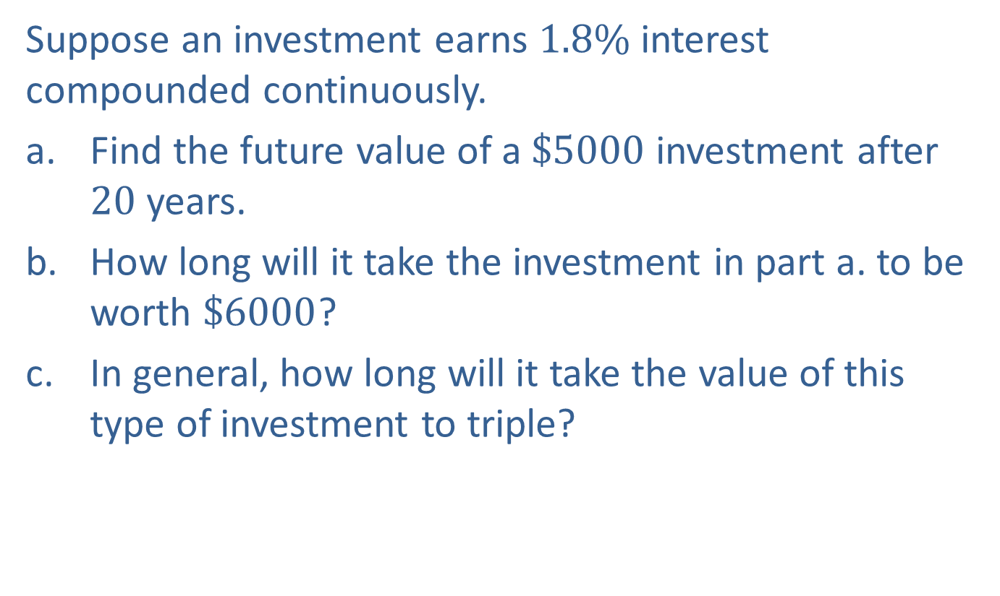 Suppose an investment earns 1.8% interest
compounded continuously.
a. Find the future value of a $5000 investment after
20 years.
b. How long will it take the investment in part a. to be
worth $6000?
c. In general, how long will it take the value of this
type of investment to triple?